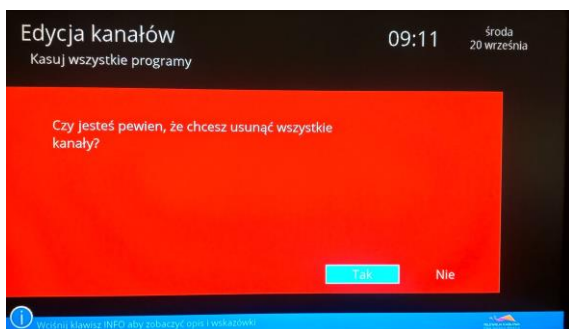 Edycja kanałów
09:11
środa
20 września
Kasuj wszystkie programy
Czy jesteś pewien, że chcesz usunąć wszystkie
kanały?
Tak
Nie
Wciśnij klawisz INFO aby zobaczyć opis i wskazówki